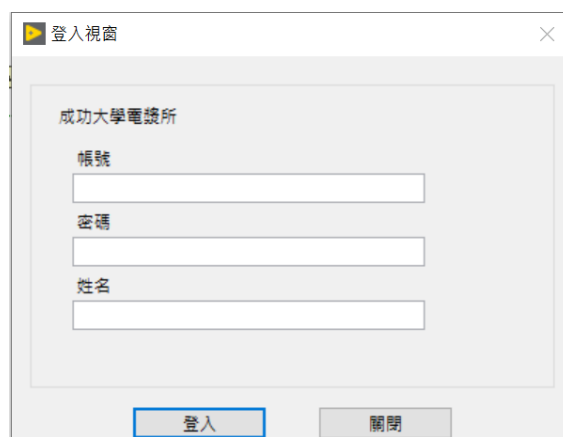 登入視窗
成功大學電漿所
帳號
密碼
姓名
登入 關閉